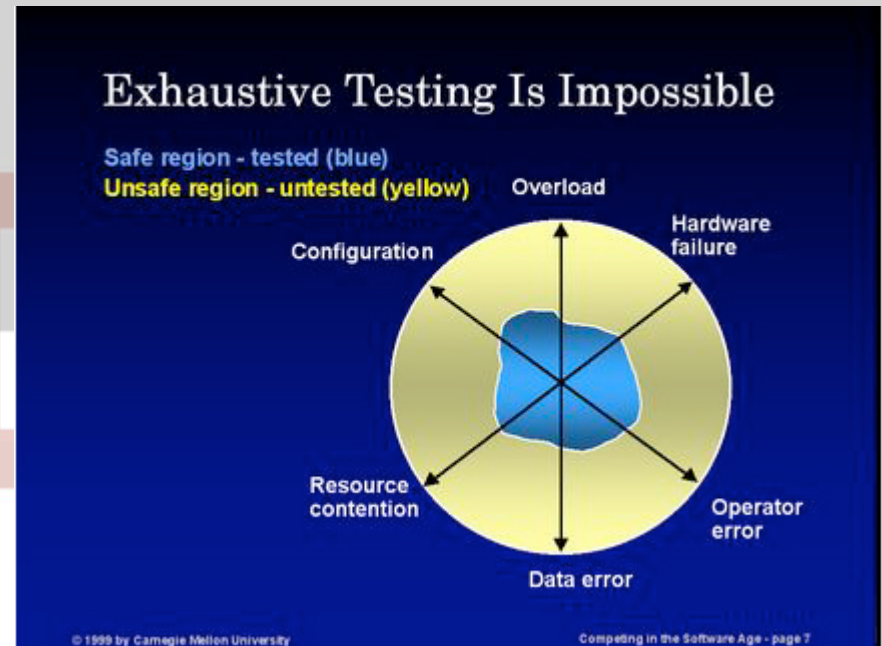 Exhaustive Testing Is Impossible
Safe region - tested (blue)
Unsafe region - untested (yellow)
Overload
Hardware
failure
Configuration
Resource
contention
Operator
error
Data error
© 1999 by Carnegie Mellon University
Competing in the Software Age - page 7